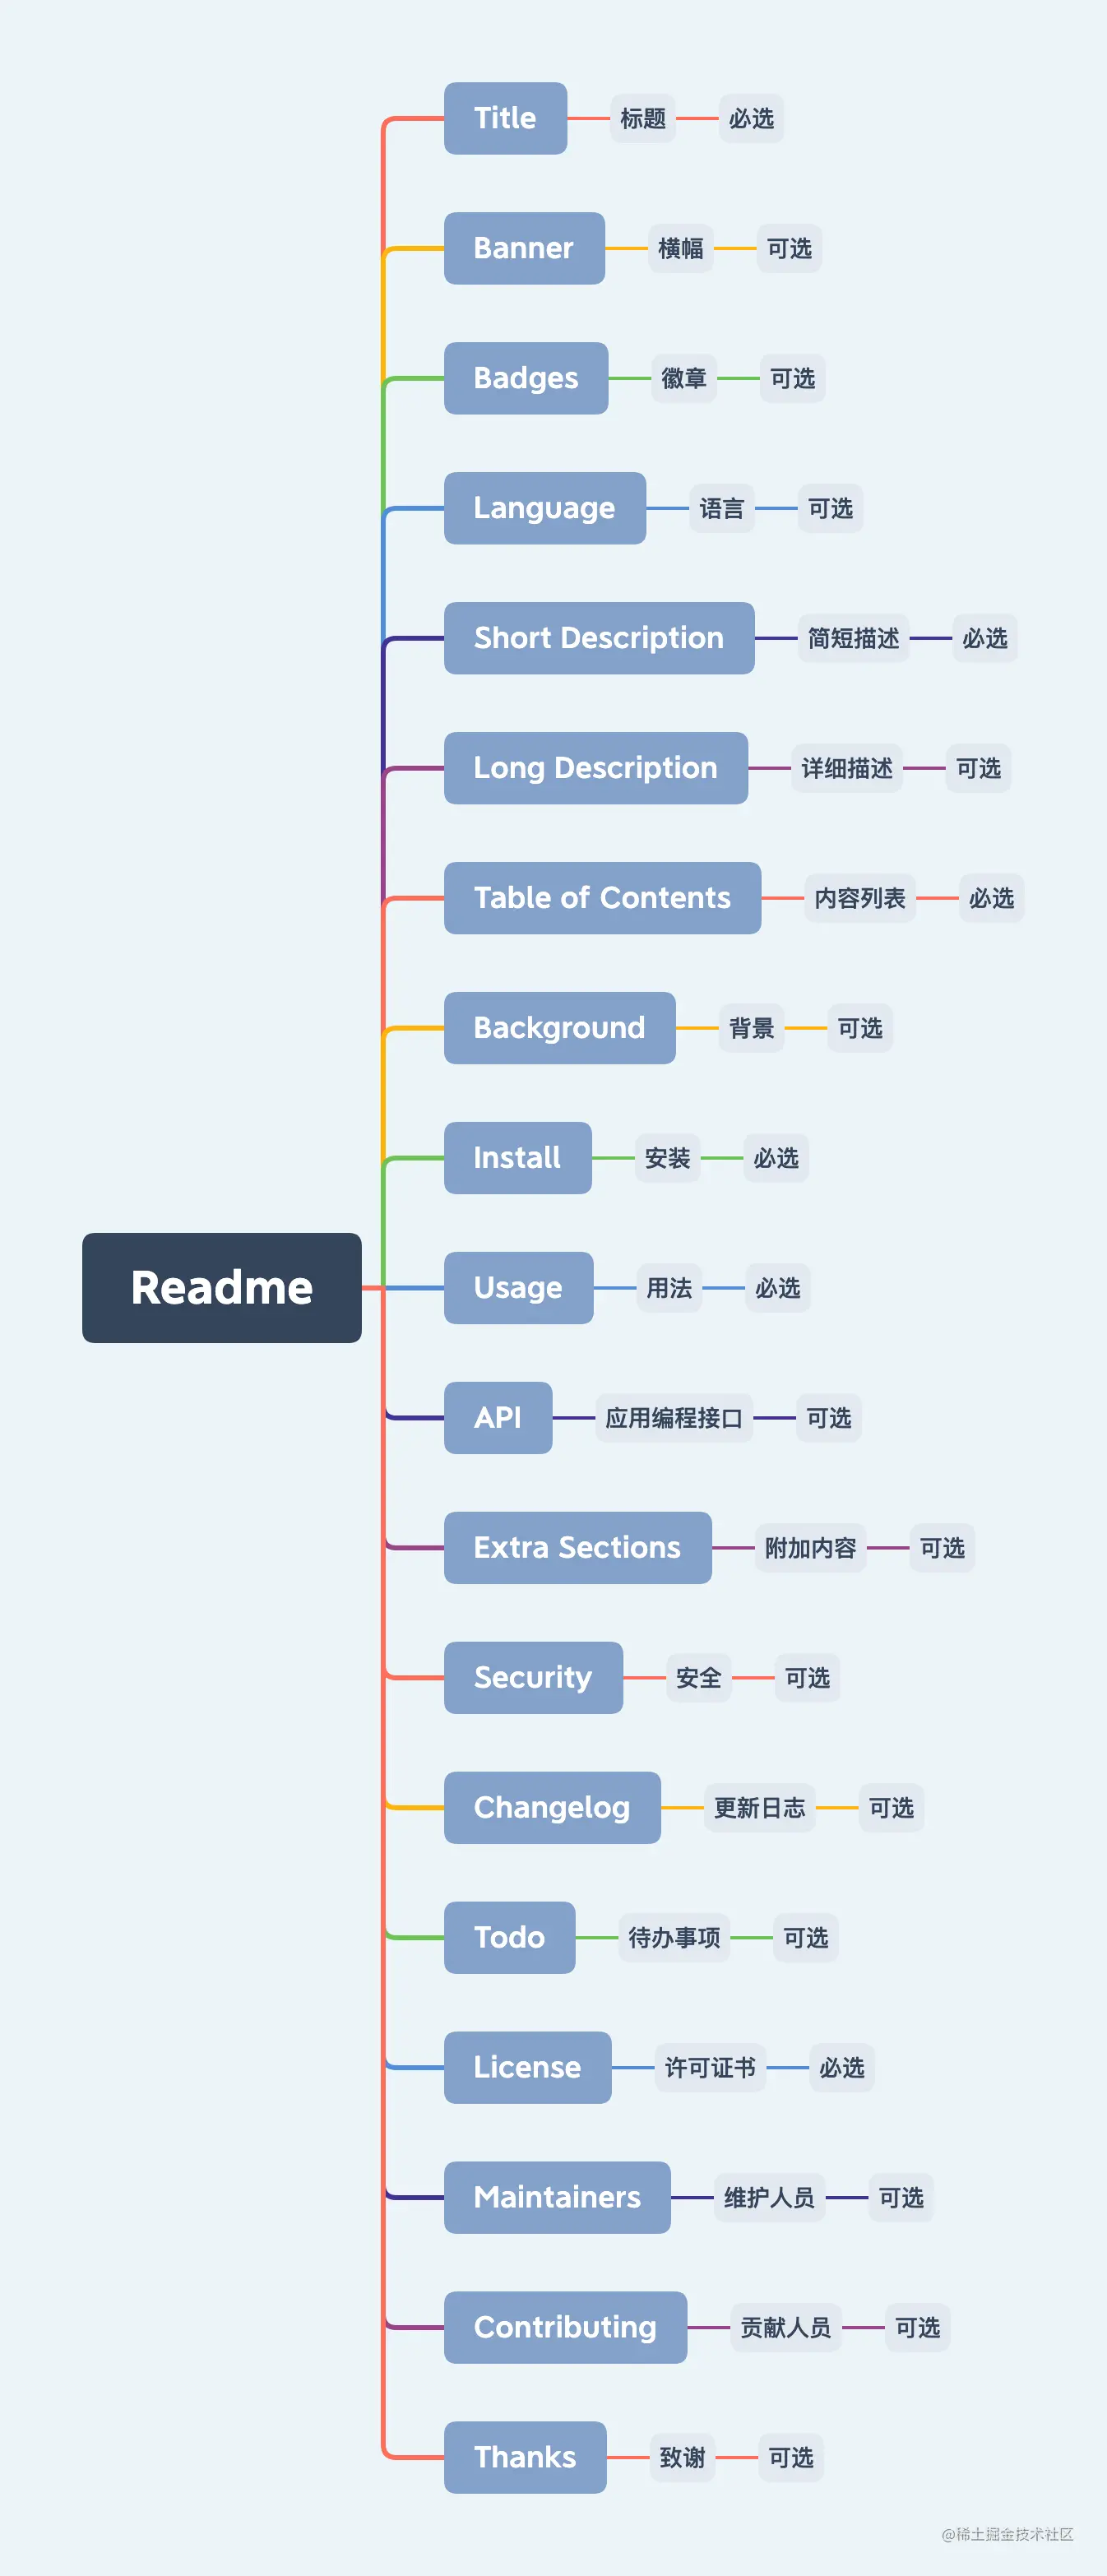 Title 标题 必选
Banner 横幅 可选
Badges 徽章 可选
Language 语言 可选
Short Description 简短描述 必选
Long Description 详细描述 可选
Table of Contents 内容列表 必选
Background 背景 可选
Install 安装 必选
Readme
Usage 用法 必选
API 应用编程接口 可选
Extra Sections 附加内容 可选
Security 安全 可选
Changelog 更新日志 可选
Todo 待办事项 可选
License 许可证书 必选
Maintainers 维护人员 可选
Contributing 贡献人员 可选
Thanks 致谢 可选
@稀土掘金技术社区